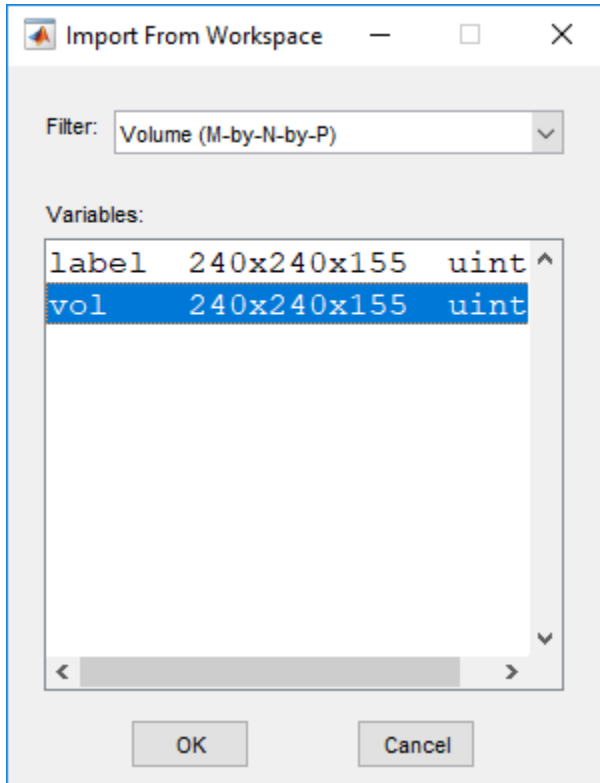 Import From Workspace
Filter: Volume (M-by-N-by-P)
Variables:
label 240x240x155 uint
vol 240x240x155 uint
OK Cancel